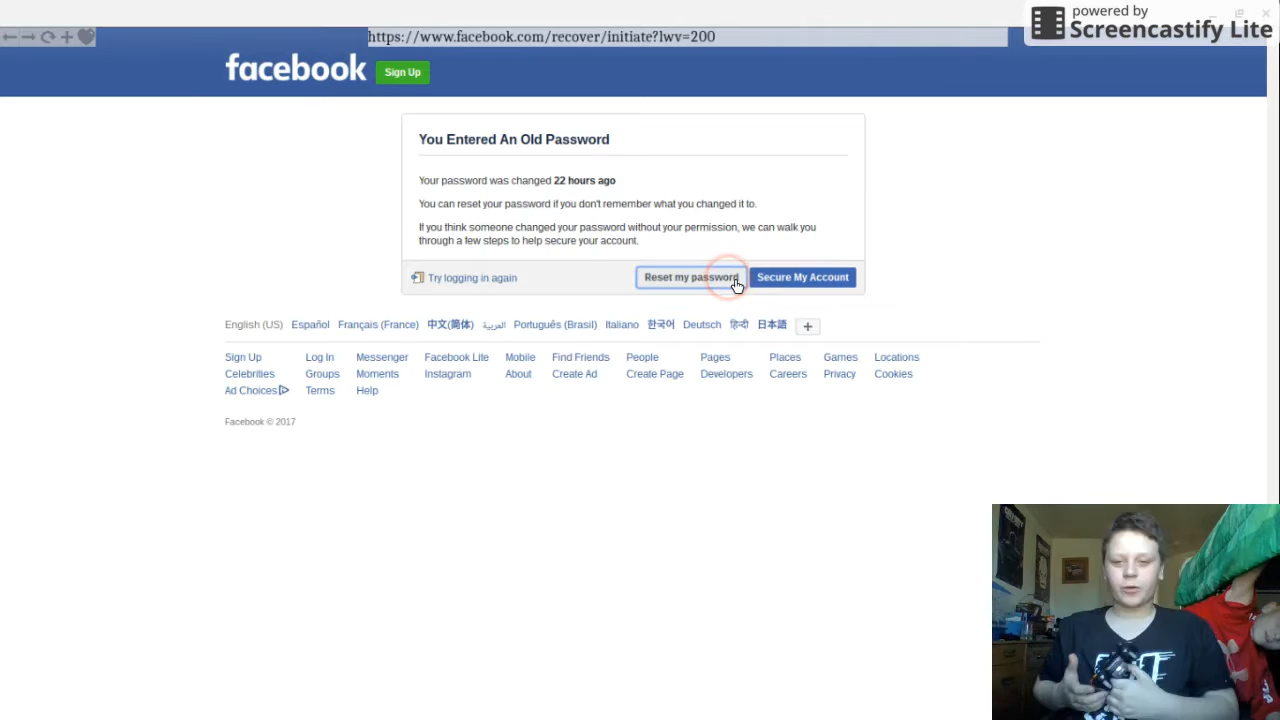 powered by
Screencastify Lite
https://www.facebook.com/recover/initiate?lwv=200
facebook Sign Up
You Entered An Old Password
Your password was changed 22 hours ago
You can reset your password if you don't remember what you changed it to.
If you think someone changed your password without your permission, we can walk you
through a few steps to help secure your account.
Try logging in again Reset my password Secure My Account
English (US) Español Français (France) 中文(简体) العربية Português (Brasil) Italiano 한국어 Deutsch हिन्दी 日本語 +
Sign Up Log In Messenger Facebook Lite Mobile Find Friends People Pages Places Games Locations
Celebrities Groups Moments Instagram About Create Ad Create Page Developers Careers Privacy Cookies
Ad Choices Terms Help
Facebook © 2017